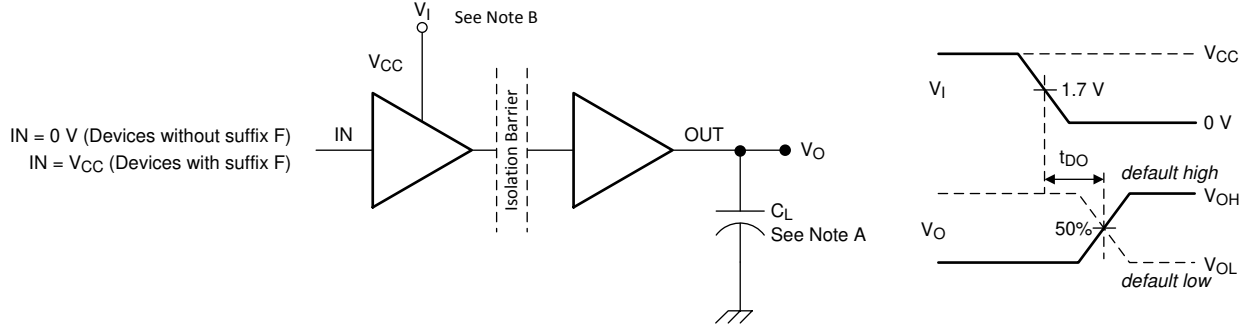 V_I
See Note B
V_CC
IN = 0 V (Devices without suffix F)
IN = V_CC (Devices with suffix F)
IN
Isolation Barrier
OUT
V_O
C_L
See Note A
V_CC
V_I
1.7 V
0 V
t_DO
default high
V_OH
V_O
50%
V_OL
default low